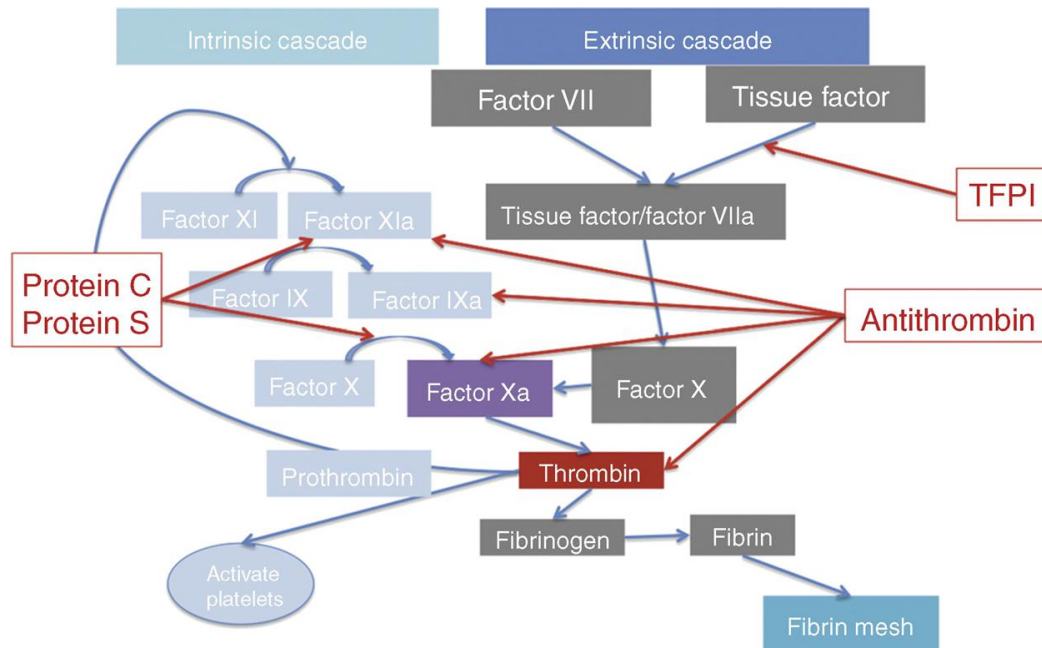 Intrinsic cascade
Extrinsic cascade
Factor VII
Tissue factor
TFPI
Factor XI
Factor XIa
Tissue factor/factor VIIa
Protein C
Protein S
Factor IX
Factor IXa
Antithrombin
Factor X
Factor Xa
Factor X
Prothrombin
Thrombin
Fibrinogen
Fibrin
Activate
platelets
Fibrin mesh